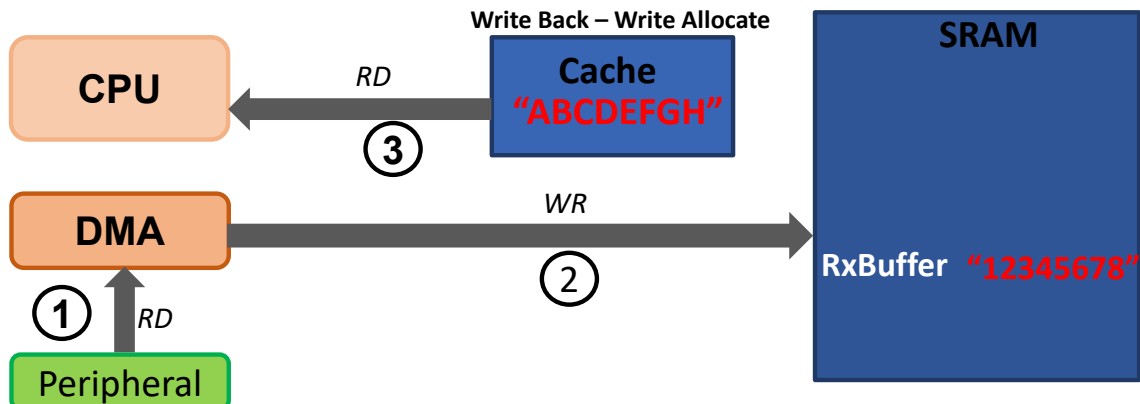 Write Back – Write Allocate
SRAM
CPU
RD
Cache
“ABCDEFGH”
3
DMA
WR
RxBuffer “12345678”
2
1
RD
Peripheral